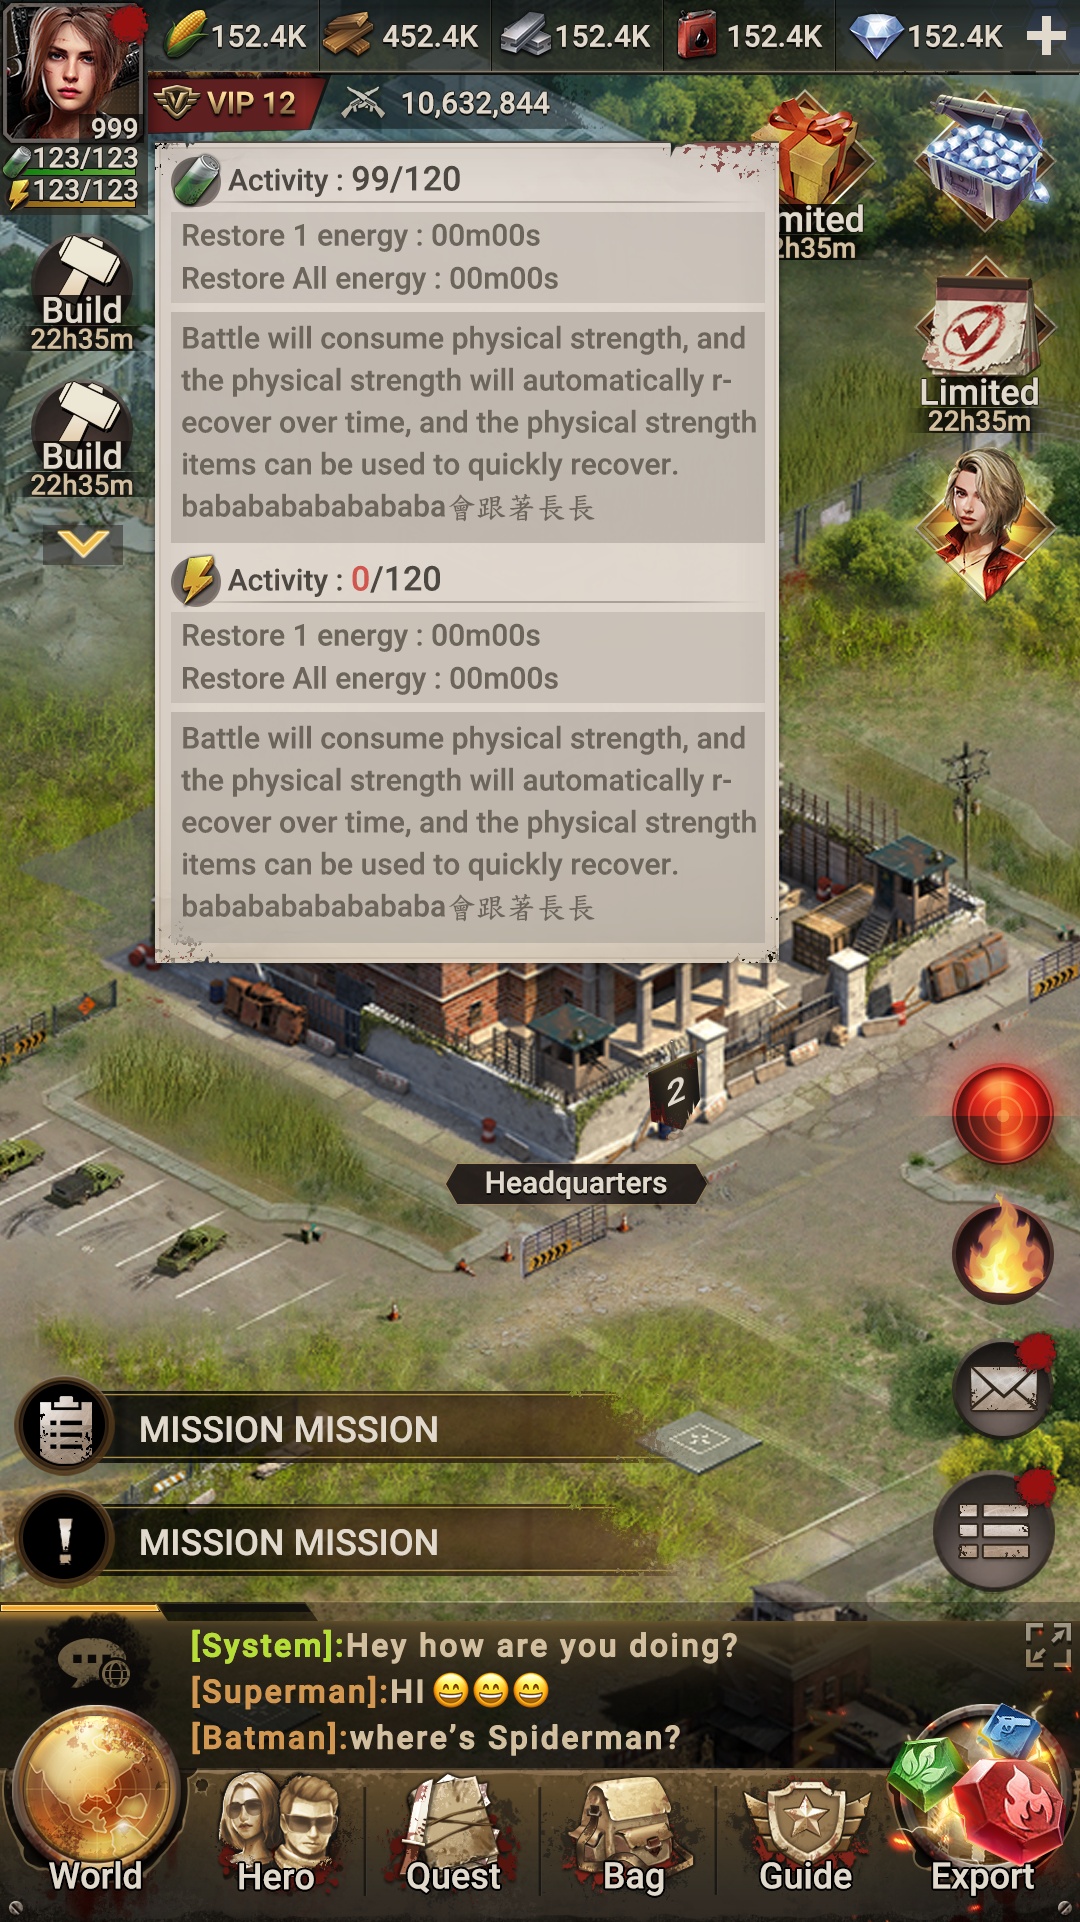 152.4K 452.4K 152.4K 152.4K 152.4K
VIP 12 10,632,844
999
123/123
123/123
Activity : 99/120
Restore 1 energy : 00m00s
Restore All energy : 00m00s
Battle will consume physical strength, and
the physical strength will automatically r-
ecover over time, and the physical strength
items can be used to quickly recover.
babababababababa會跟著長長
Activity : 0/120
Restore 1 energy : 00m00s
Restore All energy : 00m00s
Battle will consume physical strength, and
the physical strength will automatically r-
ecover over time, and the physical strength
items can be used to quickly recover.
babababababababa會跟著長長
Build
22h35m
Build
22h35m
mited
2h35m
Limited
22h35m
2
Headquarters
MISSION MISSION
MISSION MISSION
[System]:Hey how are you doing?
[Superman]:HI😄😄😄
[Batman]:where’s Spiderman?
World Hero Quest Bag Guide Export